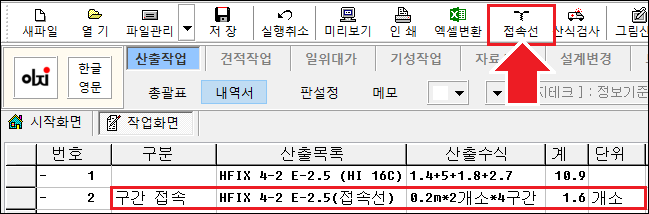 새파일 열 기 파일관리 저 장 실행취소 미리보기 인 쇄 엑셀변환 접속선 산식검사 그림산
이지 한글 영문
산출작업 견적작업 일위대가 기성작업 자료 설계변경
총괄표 내역서 판설정 메모 지테크 ] : 정보기준
시작화면 작업화면
번호 구분 산출목록 산출수식 계 단위
- 1 HFIX 4-2 E-2.5 (HI 16C) 1.4+5+1.8+2.7 10.9
- 2 구간 접속 HFIX 4-2 E-2.5(접속선) 0.2m*2개소*4구간 1.6 개소